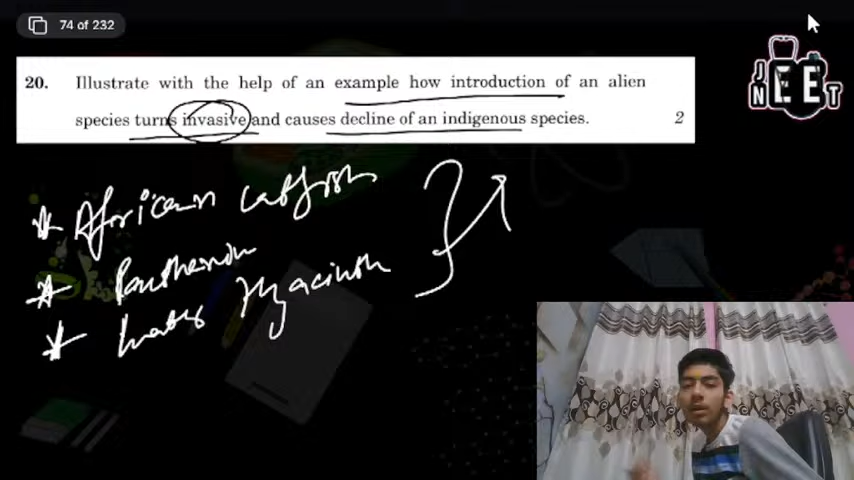 74 of 232
20. Illustrate with the help of an example how introduction of an alien
species turns invasive and causes decline of an indigenous species. 2
J
NEET
* African catfish
* Parthenium
* Water Hyacinth